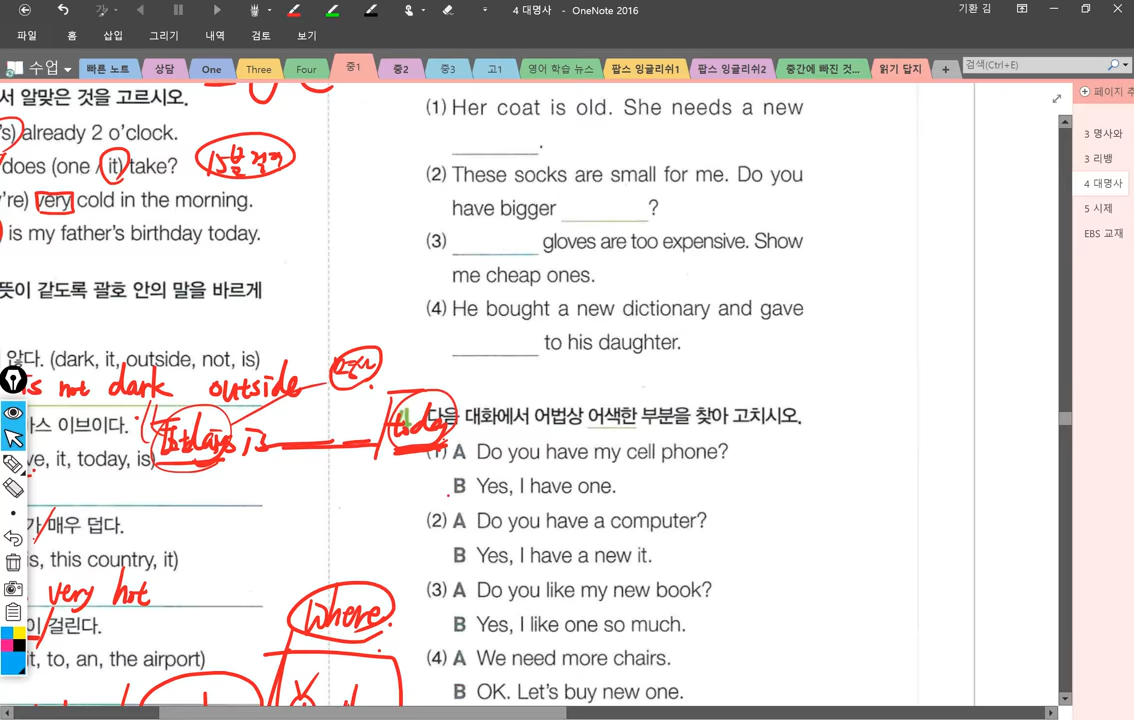 4 대명사 - OneNote 2016
기환 김
파일 홈 삽입 그리기 내역 검토 보기
수업 빠른 노트 상담 One Three Four 중1 중2 중3 고1 영어 학습 뉴스 팝스 잉글리쉬1 팝스 잉글리쉬2 중간에 빠진 것... 읽기 답지 + 검색(Ctrl+E)
페이지 추
3 명사와
3 리뱅
4 대명사
5 시제
EBS 교재
서 알맞은 것을 고르시오.
's) already 2 o'clock.
does (one / it) take?
're) very cold in the morning.
is my father's birthday today.
뜻이 같도록 괄호 안의 말을 바르게
않다. (dark, it, outside, not, is)
is not dark outside
스 이브이다.
ve, it, today, is)
is today
가 매우 덥다.
s, this country, it)
very hot
이 걸린다.
it, to, an, the airport)
Where
(1) Her coat is old. She needs a new
________.
(2) These socks are small for me. Do you
have bigger ________?
(3) ________ gloves are too expensive. Show
me cheap ones.
(4) He bought a new dictionary and gave
________ to his daughter.
4 다음 대화에서 어법상 어색한 부분을 찾아 고치시오.
(1) A Do you have my cell phone?
B Yes, I have one.
(2) A Do you have a computer?
B Yes, I have a new it.
(3) A Do you like my new book?
B Yes, I like one so much.
(4) A We need more chairs.
B OK. Let's buy new one.